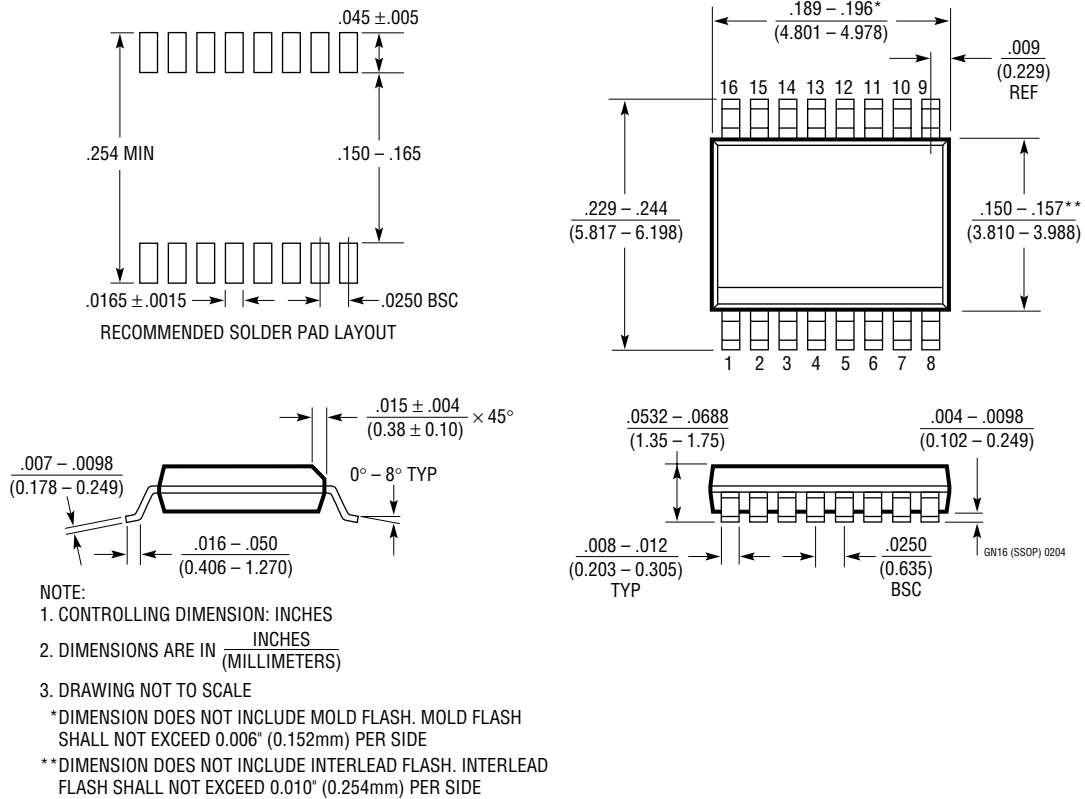 .045 ±.005
.254 MIN
.150 – .165
.0165 ±.0015
.0250 BSC
RECOMMENDED SOLDER PAD LAYOUT
.189 – .196*
(4.801 – 4.978)
.009
(0.229)
REF
16 15 14 13 12 11 10 9
.229 – .244
(5.817 – 6.198)
.150 – .157**
(3.810 – 3.988)
1 2 3 4 5 6 7 8
.015 ± .004
(0.38 ± 0.10)
× 45°
.007 – .0098
(0.178 – 0.249)
0° – 8° TYP
.016 – .050
(0.406 – 1.270)
.0532 – .0688
(1.35 – 1.75)
.004 – .0098
(0.102 – 0.249)
.008 – .012
(0.203 – 0.305)
TYP
.0250
(0.635)
BSC
GN16 (SSOP) 0204
NOTE:
1. CONTROLLING DIMENSION: INCHES
2. DIMENSIONS ARE IN INCHES
(MILLIMETERS)
3. DRAWING NOT TO SCALE
*DIMENSION DOES NOT INCLUDE MOLD FLASH. MOLD FLASH
SHALL NOT EXCEED 0.006" (0.152mm) PER SIDE
**DIMENSION DOES NOT INCLUDE INTERLEAD FLASH. INTERLEAD
FLASH SHALL NOT EXCEED 0.010" (0.254mm) PER SIDE